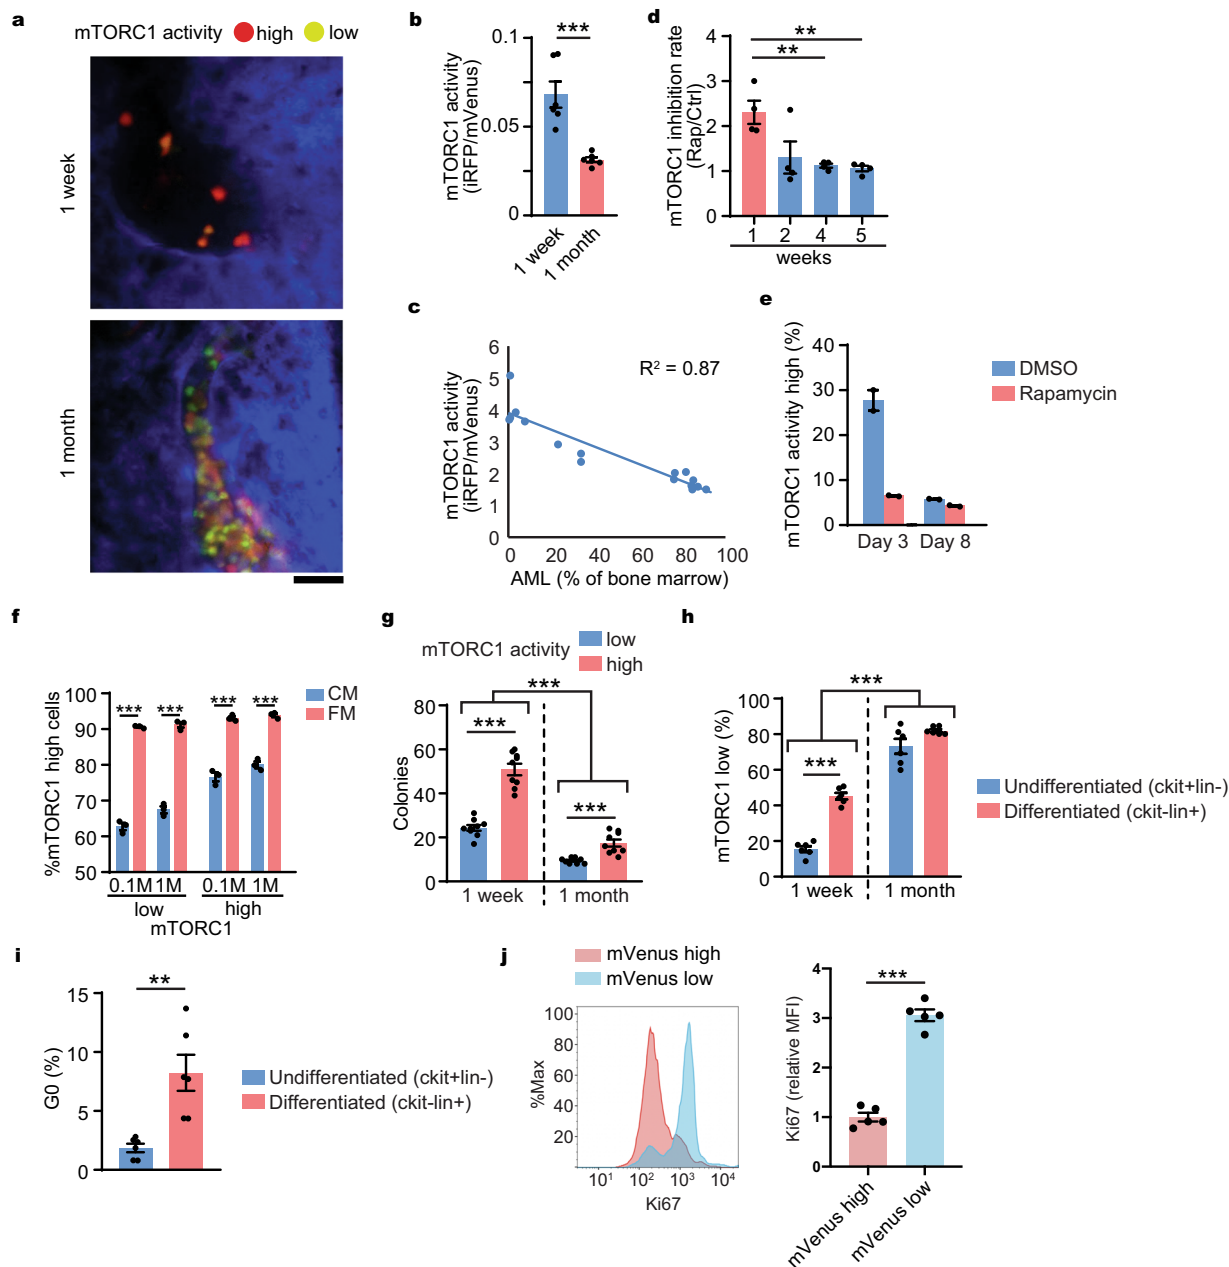 a
mTORC1 activity high low
1 week
1 month
b
mTORC1 activity
(iRFP/mVenus)
0.1
0.05
0
***
1 week
1 month
d
mTORC1 inhibition rate
(Rap/Ctrl)
4
3
2
1
0
**
**
1 2 4 5
weeks
c
mTORC1 activity
(iRFP/mVenus)
6
5
4
3
2
1
0
R² = 0.87
0 20 40 60 80 100
AML (% of bone marrow)
e
mTORC1 activity high (%)
40
30
20
10
0
Day 3 Day 8
DMSO
Rapamycin
f
%mTORC1 high cells
100
90
80
70
60
50
*** *** *** ***
CM
FM
0.1M 1M 0.1M 1M
low high
mTORC1
g
mTORC1 activity
low
high
Colonies
80
60
40
20
0
***
***
***
1 week 1 month
h
mTORC1 low (%)
100
80
60
40
20
0
***
***
1 week 1 month
Undifferentiated (ckit+lin-)
Differentiated (ckit-lin+)
i
G0 (%)
15
10
5
0
**
Undifferentiated (ckit+lin-)
Differentiated (ckit-lin+)
j
mVenus high
mVenus low
%Max
100
80
60
40
20
10¹ 10² 10³ 10⁴
Ki67
Ki67 (relative MFI)
4
3
2
1
0
***
mVenus high
mVenus low